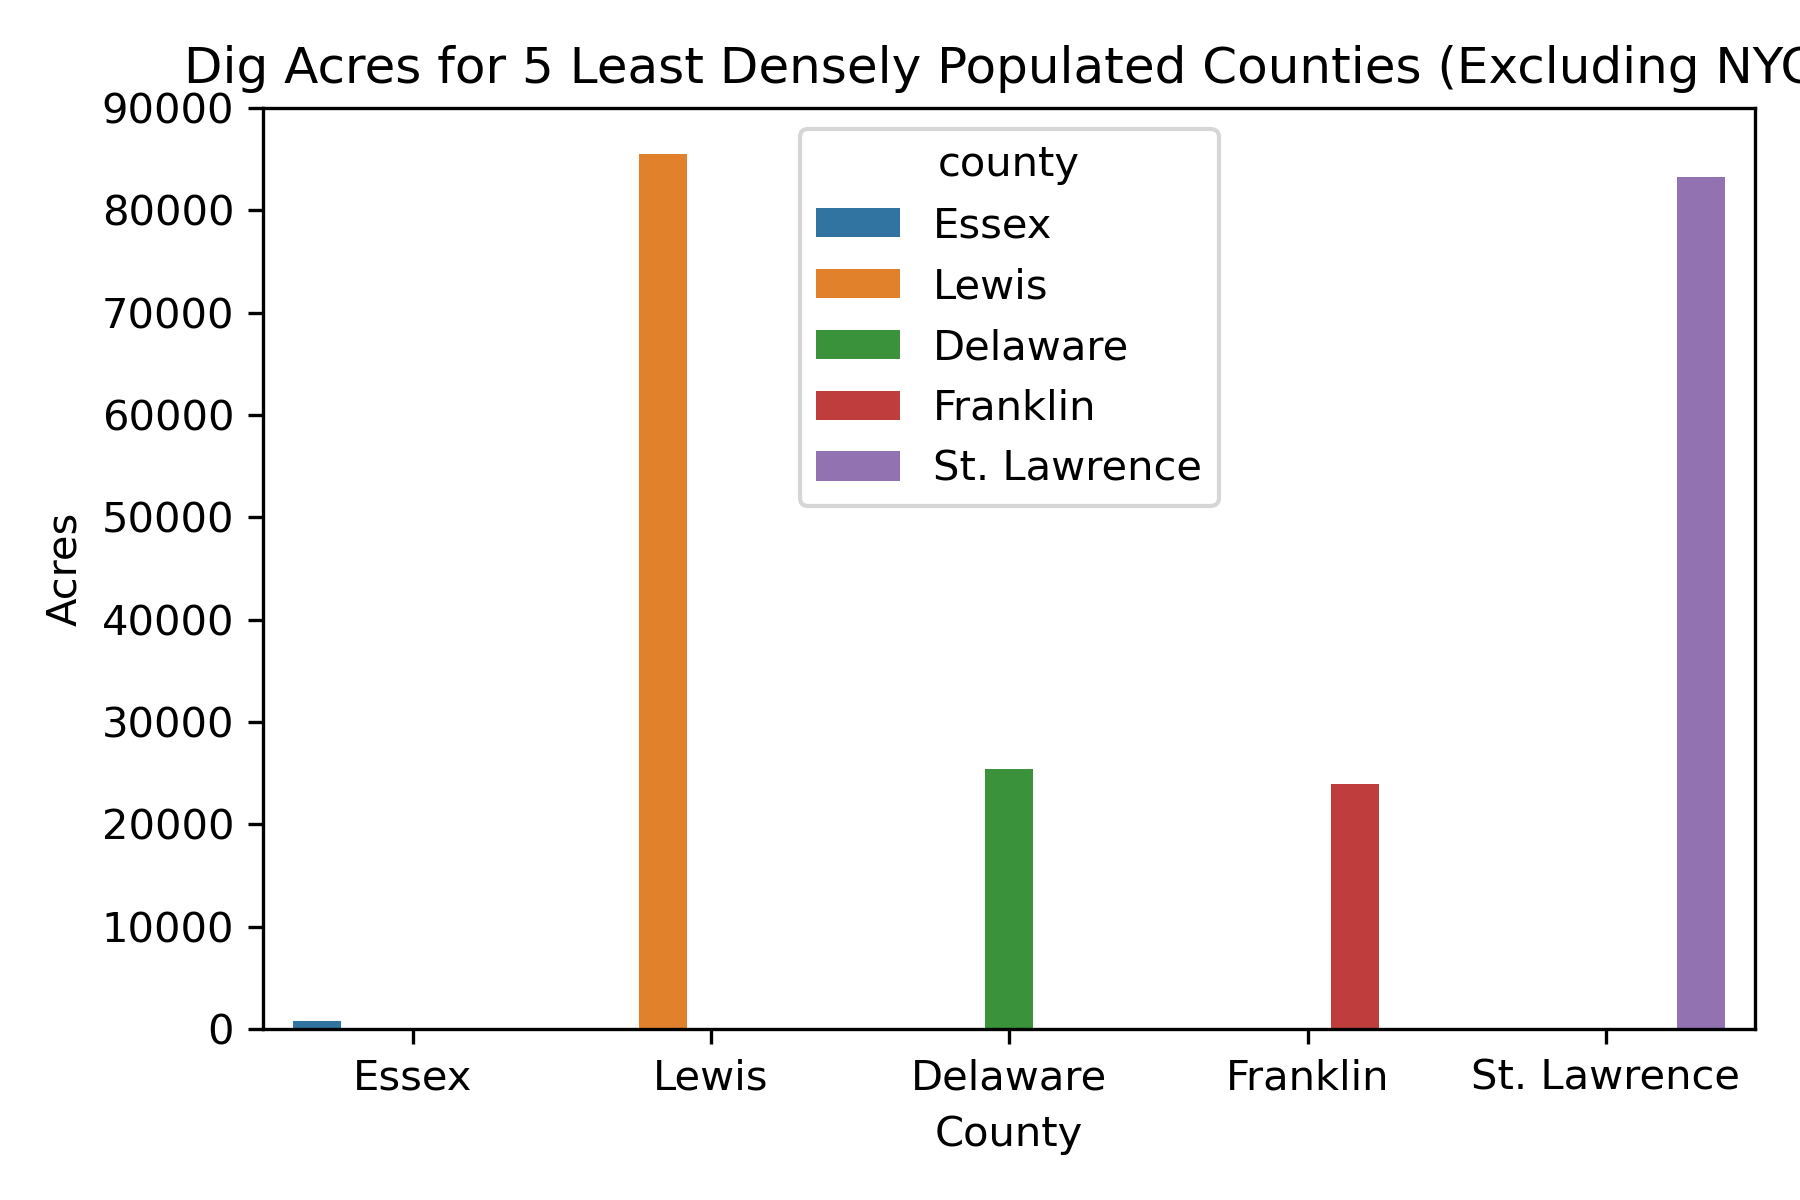 Dig Acres for 5 Least Densely Populated Counties (Excluding NYC
90000
80000
70000
60000
50000
40000
30000
20000
10000
0
Acres
county
Essex
Lewis
Delaware
Franklin
St. Lawrence
Essex Lewis Delaware Franklin St. Lawrence
County